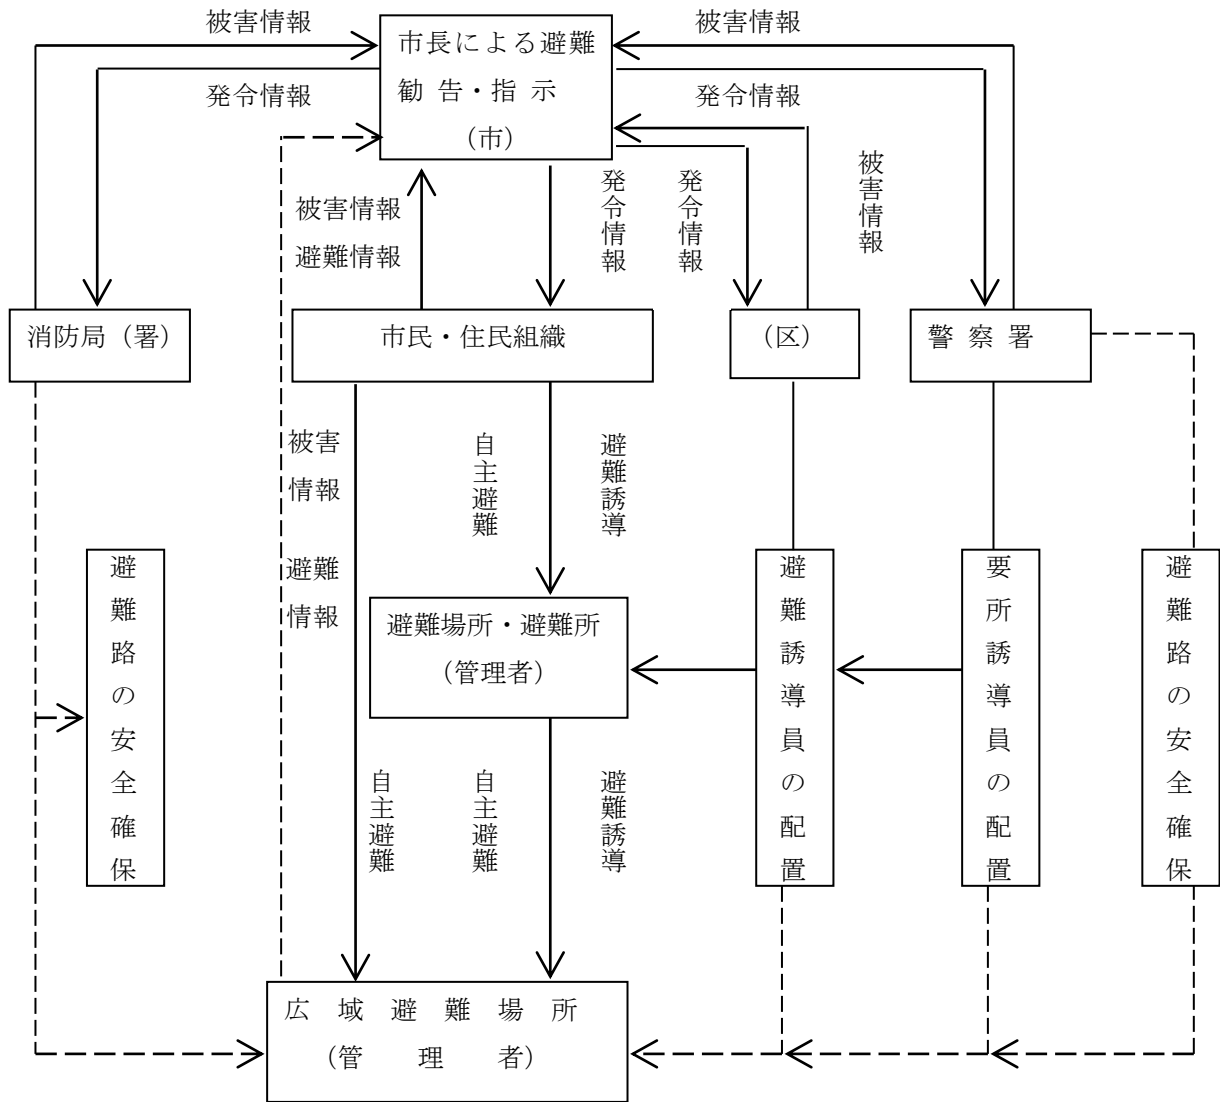 被害情報
被害情報
市長による避難
勧 告・指 示
（市）
発令情報
発令情報
被害情報
避難情報
発令情報
発令情報
被害情報
消防局（署）
市民・住民組織
（区）
警 察 署
被害
情報
避難
情報
自主避難
避難誘導
避難路の安全確保
避難場所・避難所
（管理者）
避難誘導員の配置
要所誘導員の配置
避難路の安全確保
自主避難
自主避難
避難誘導
広 域 避 難 場 所
（管 理 者）